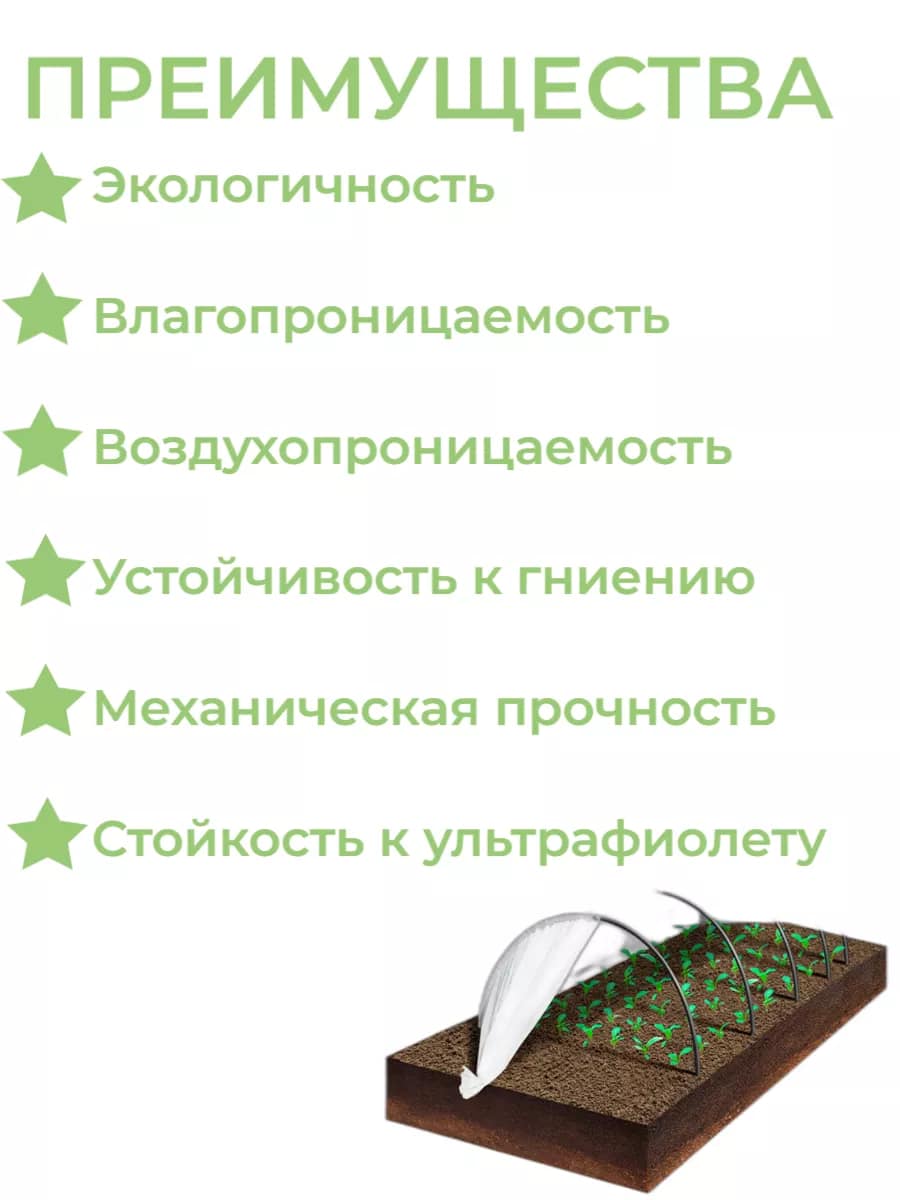 ПРЕИМУЩЕСТВА
Экологичность
Влагопроницаемость
Воздухопроницаемость
Устойчивость к гниению
Механическая прочность
Стойкость к ультрафиолету